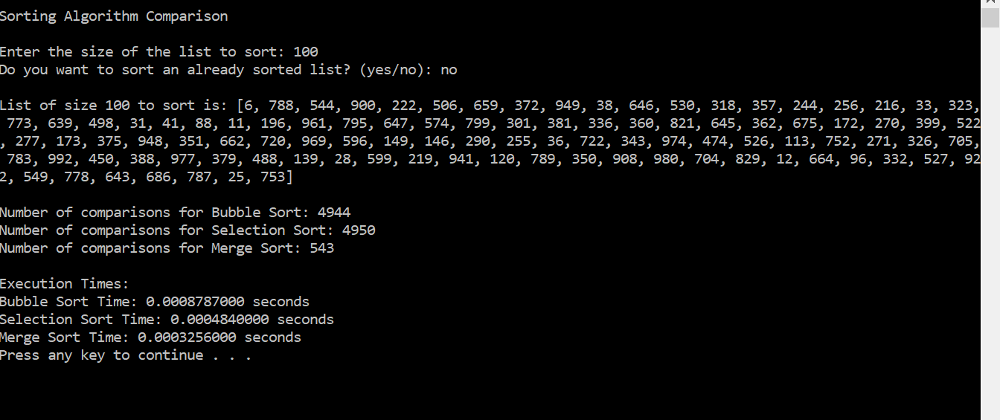 Sorting Algorithm Comparison
Enter the size of the list to sort: 100
Do you want to sort an already sorted list? (yes/no): no
List of size 100 to sort is: [6, 788, 544, 900, 222, 506, 659, 372, 949, 38, 646, 530, 318, 357, 244, 256, 216, 33, 323,
773, 639, 498, 31, 41, 88, 11, 196, 961, 795, 647, 574, 799, 301, 381, 336, 360, 821, 645, 362, 675, 172, 270, 399, 522
, 277, 173, 375, 948, 351, 662, 720, 969, 596, 149, 146, 290, 255, 36, 722, 343, 974, 474, 526, 113, 752, 271, 326, 705,
783, 992, 450, 388, 977, 379, 488, 139, 28, 599, 219, 941, 120, 789, 350, 908, 980, 704, 829, 12, 664, 96, 332, 527, 92
2, 549, 778, 643, 686, 787, 25, 753]
Number of comparisons for Bubble Sort: 4944
Number of comparisons for Selection Sort: 4950
Number of comparisons for Merge Sort: 543
Execution Times:
Bubble Sort Time: 0.0008787000 seconds
Selection Sort Time: 0.0004840000 seconds
Merge Sort Time: 0.0003256000 seconds
Press any key to continue . . .